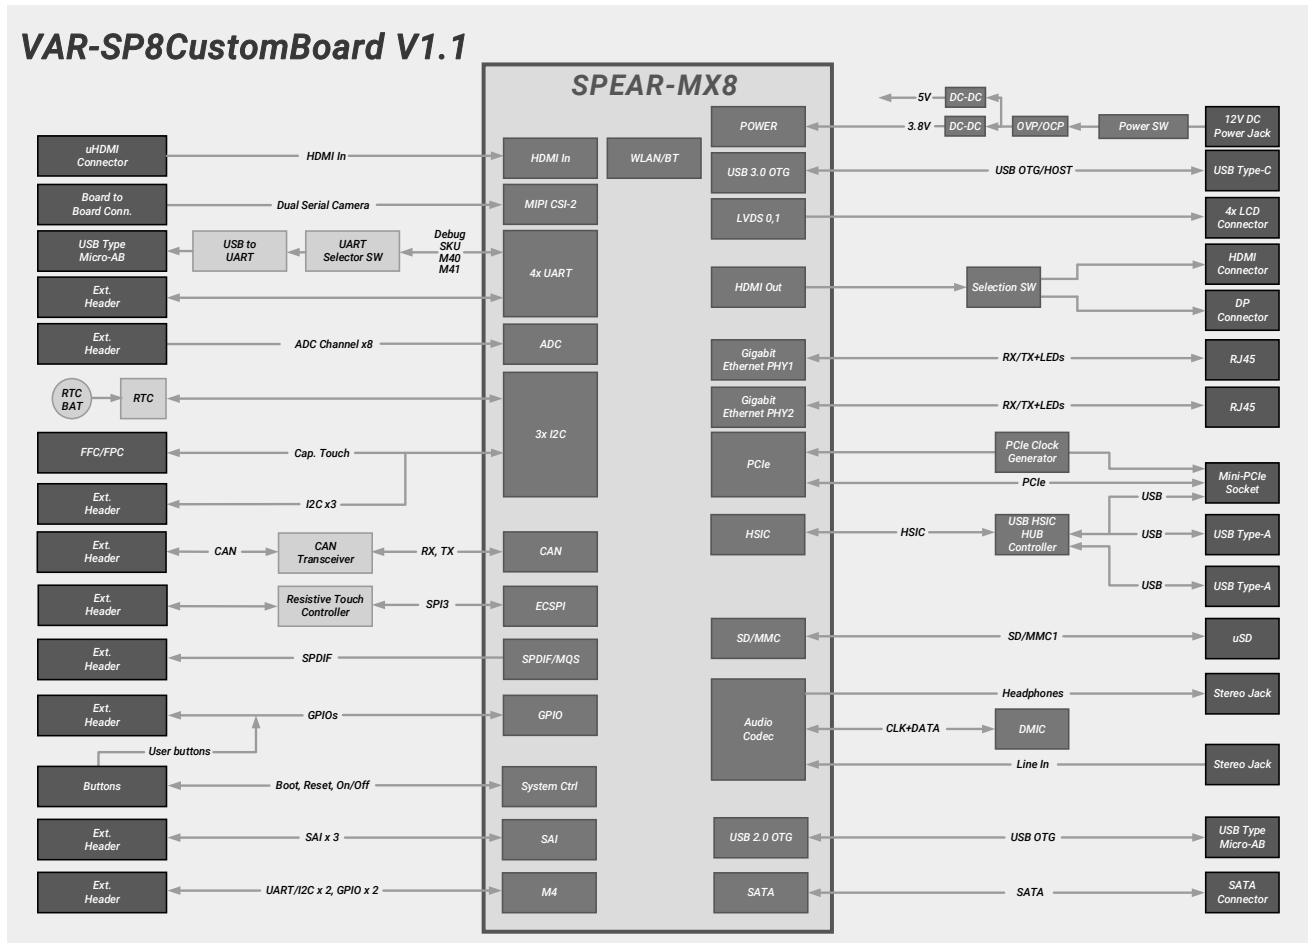 VAR-SP8CustomBoard V1.1
SPEAR-MX8
uHDMI
Connector
HDMI In
HDMI In
WLAN/BT
Board to
Board Conn.
Dual Serial Camera
MIPI CSI-2
USB Type
Micro-AB
USB to
UART
UART
Selector SW
Debug
SKU
M40
M41
4x UART
Ext.
Header
Ext.
Header
ADC Channel x8
ADC
RTC
BAT
RTC
3x I2C
FFC/FPC
Cap. Touch
Ext.
Header
I2C x3
Ext.
Header
CAN
CAN
Transceiver
RX, TX
CAN
Ext.
Header
Resistive Touch
Controller
SPI3
ECSPI
Ext.
Header
SPDIF
SPDIF/MQS
Ext.
Header
GPIOs
GPIO
User buttons
Buttons
Boot, Reset, On/Off
System Ctrl
Ext.
Header
SAI x 3
SAI
Ext.
Header
UART/I2C x 2, GPIO x 2
M4
POWER
5V
DC-DC
3.8V
DC-DC
OVP/OCP
Power SW
12V DC
Power Jack
USB 3.0 OTG
USB OTG/HOST
USB Type-C
LVDS 0,1
4x LCD
Connector
HDMI Out
Selection SW
HDMI
Connector
DP
Connector
Gigabit
Ethernet PHY1
RX/TX+LEDs
RJ45
Gigabit
Ethernet PHY2
RX/TX+LEDs
RJ45
PCIe
PCIe Clock
Generator
PCIe
Mini-PCIe
Socket
USB
HSIC
HSIC
USB HSIC
HUB
Controller
USB
USB Type-A
USB
USB Type-A
SD/MMC
SD/MMC1
uSD
Audio
Codec
Headphones
Stereo Jack
CLK+DATA
DMIC
Line In
Stereo Jack
USB 2.0 OTG
USB OTG
USB Type
Micro-AB
SATA
SATA
SATA
Connector